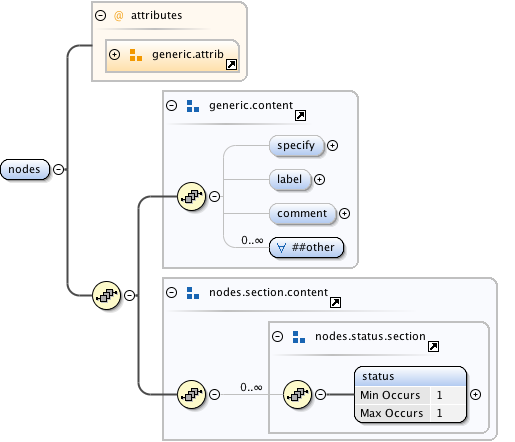 @ attributes
generic.attrib
generic.content
specify
label
comment
0..∞
∀ ##other
nodes
nodes.section.content
nodes.status.section
0..∞
status
Min Occurs 1
Max Occurs 1